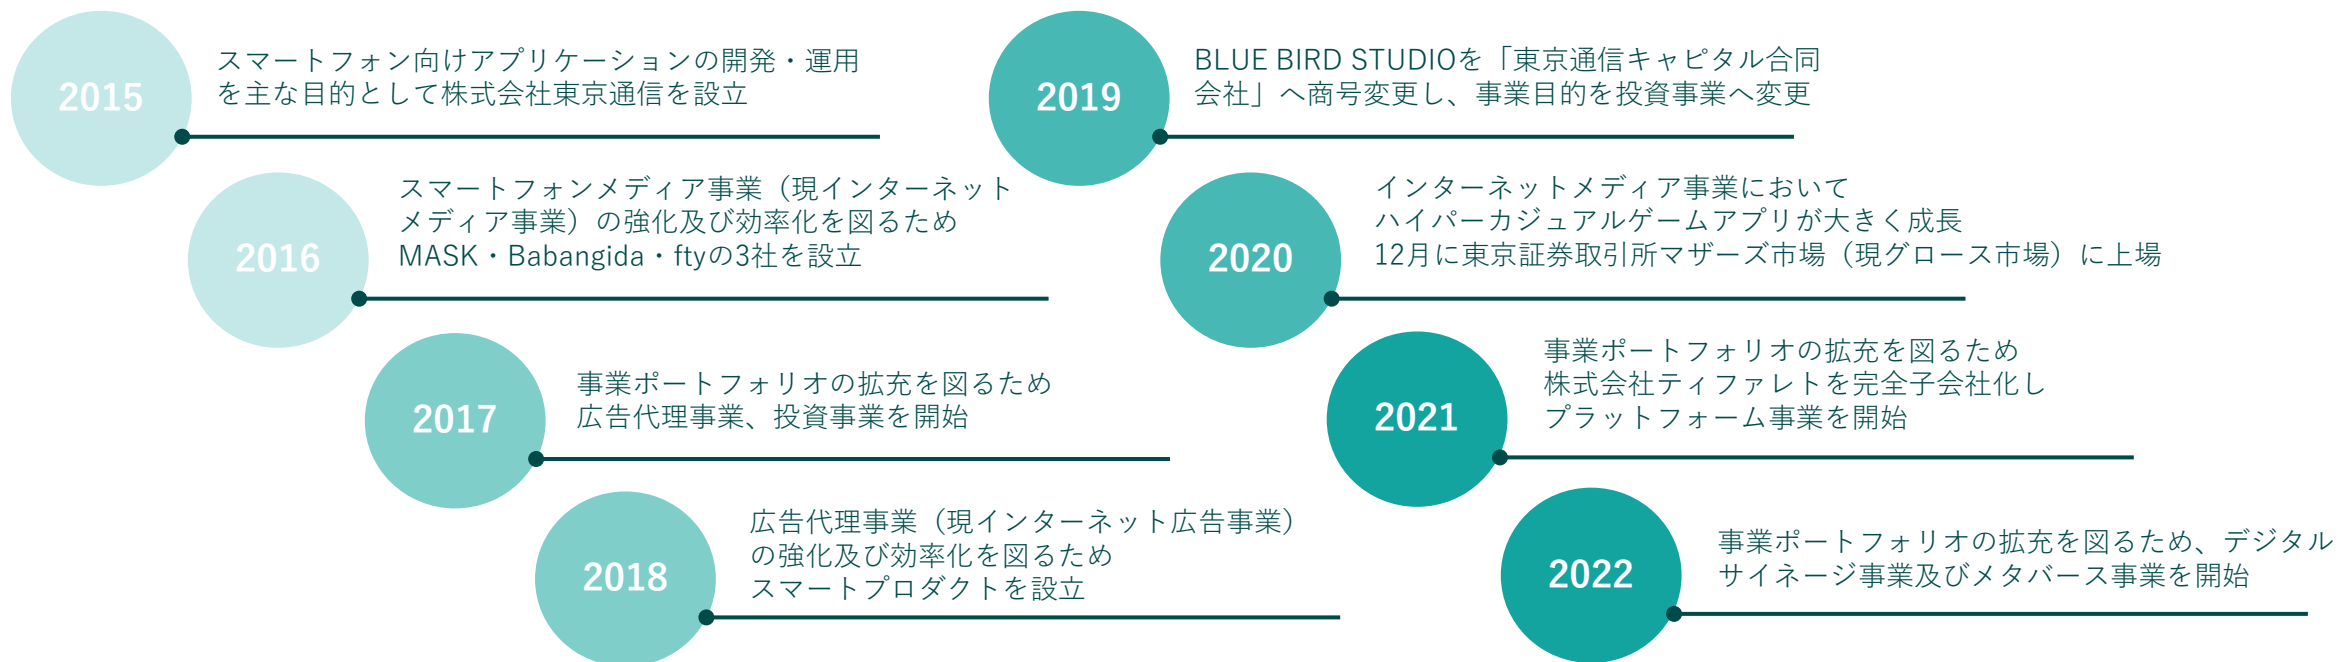 2015
スマートフォン向けアプリケーションの開発・運用
を主な目的として株式会社東京通信を設立
2016
スマートフォンメディア事業（現インターネット
メディア事業）の強化及び効率化を図るため
MASK・Babangida・ftyの3社を設立
2017
事業ポートフォリオの拡充を図るため
広告代理事業、投資事業を開始
2018
広告代理事業（現インターネット広告事業）
の強化及び効率化を図るため
スマートプロダクトを設立
2019
BLUE BIRD STUDIOを「東京通信キャピタル合同
会社」へ商号変更し、事業目的を投資事業へ変更
2020
インターネットメディア事業において
ハイパーカジュアルゲームアプリが大きく成長
12月に東京証券取引所マザーズ市場（現グロース市場）に上場
2021
事業ポートフォリオの拡充を図るため
株式会社ティファレトを完全子会社化し
プラットフォーム事業を開始
2022
事業ポートフォリオの拡充を図るため、デジタル
サイネージ事業及びメタバース事業を開始